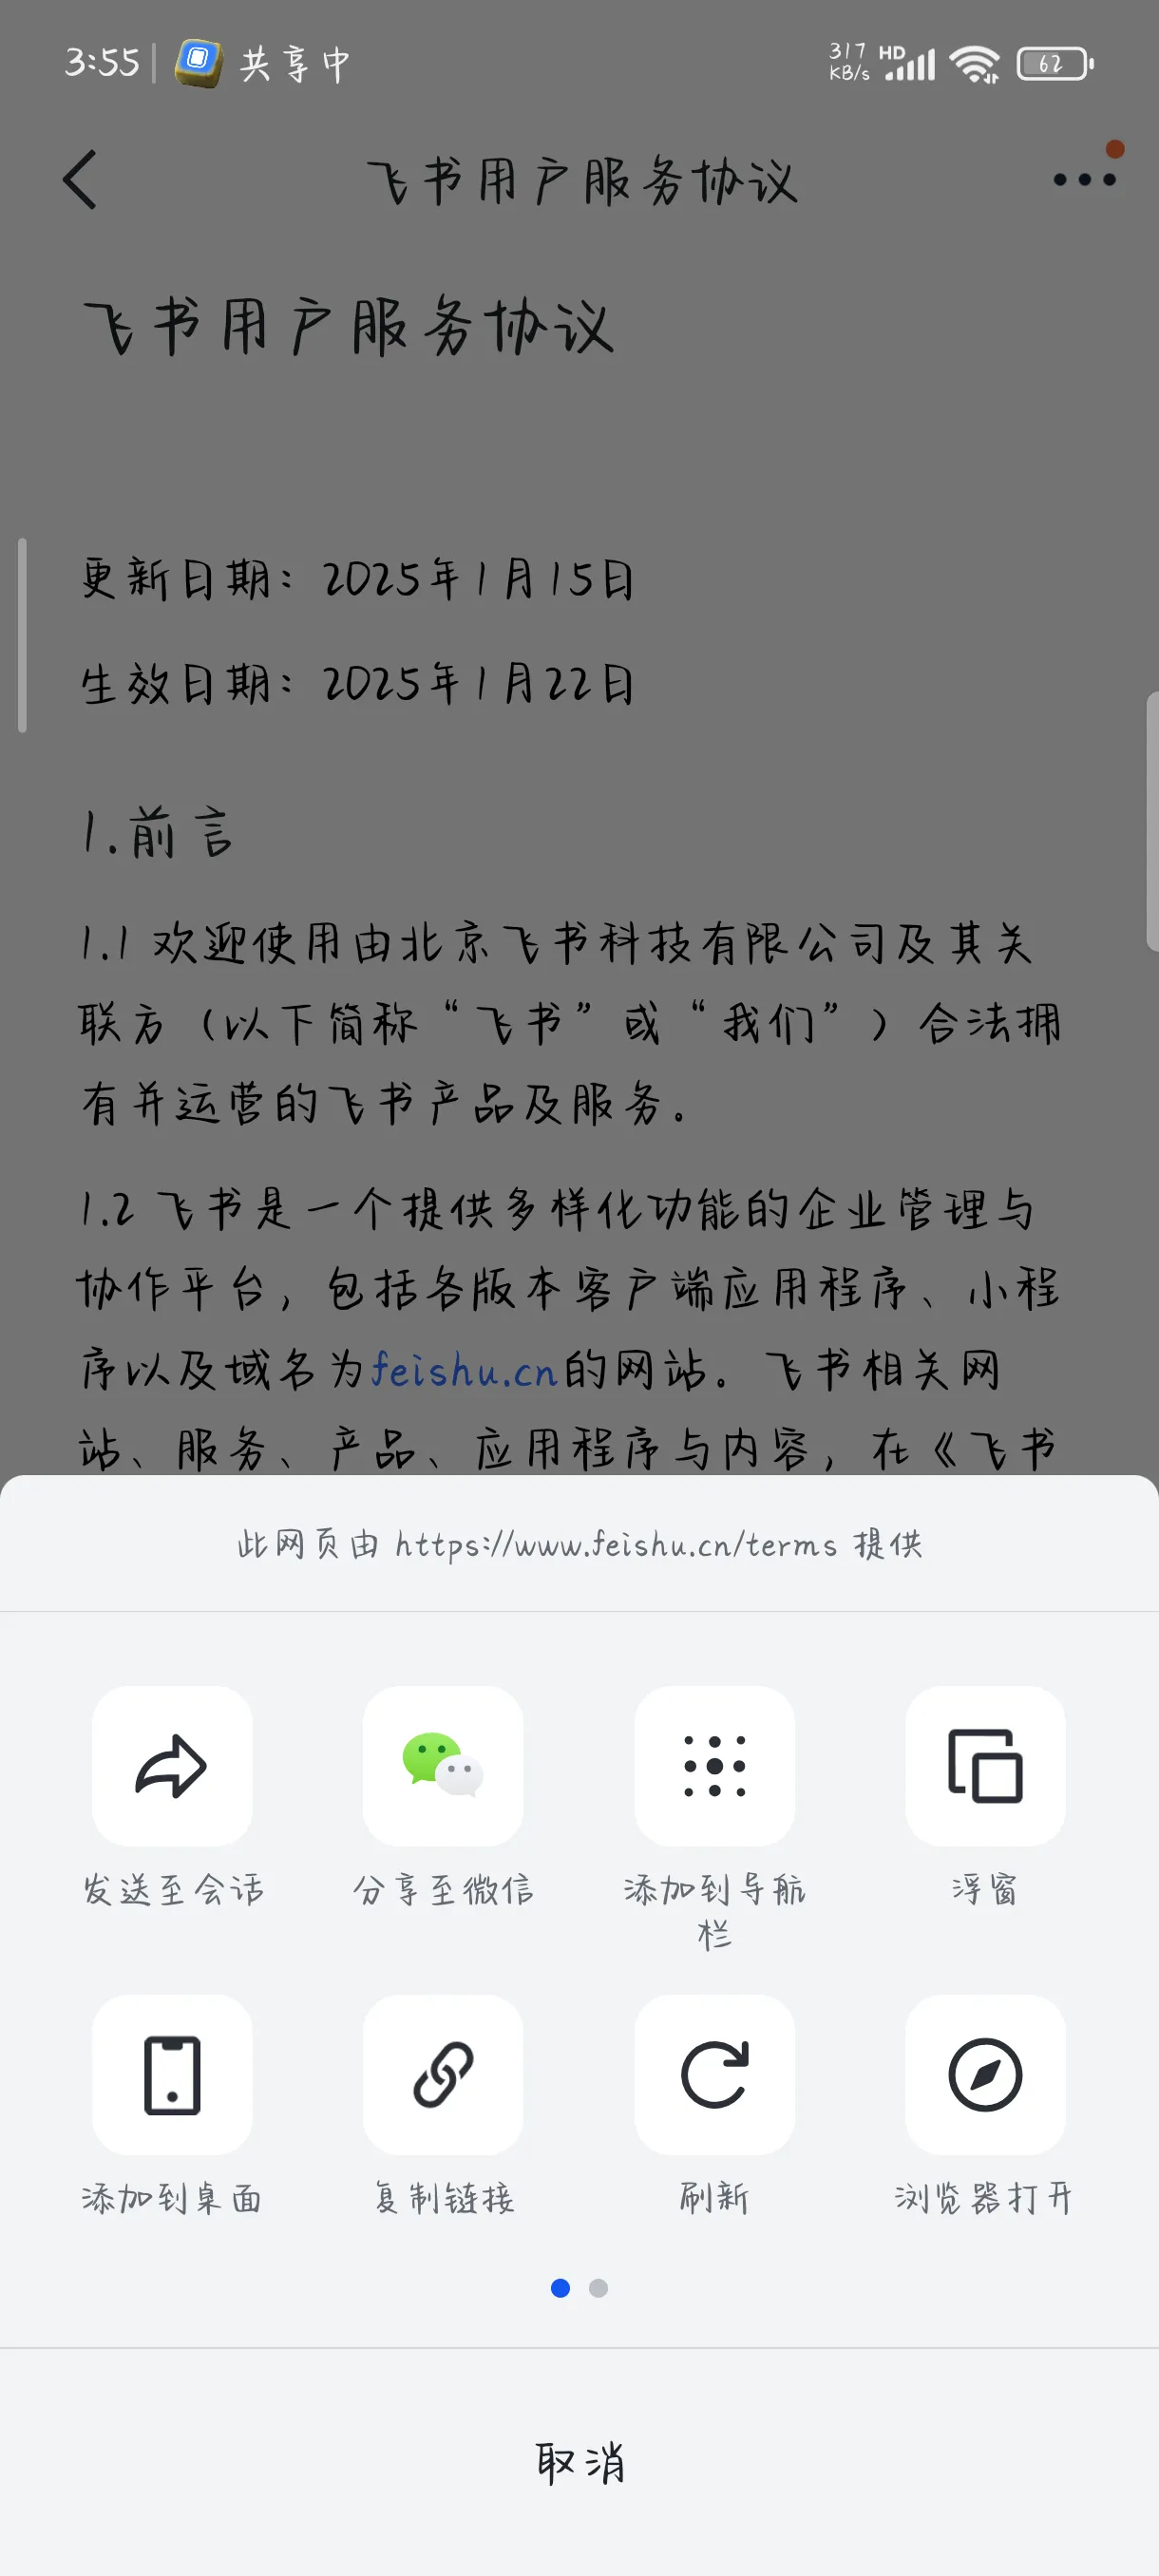 3:55
共享中
317
KB/s
HD
62
飞书用户服务协议
飞书用户服务协议
更新日期：2025年1月15日
生效日期：2025年1月22日
1.前言
1.1 欢迎使用由北京飞书科技有限公司及其关
联方（以下简称“飞书”或“我们”）合法拥
有并运营的飞书产品及服务。
1.2 飞书是一个提供多样化功能的企业管理与
协作平台，包括各版本客户端应用程序、小程
序以及域名为feishu.cn的网站。飞书相关网
站、服务、产品、应用程序与内容，在《飞书
此网页由 https://www.feishu.cn/terms 提供
发送至会话
分享至微信
添加到导航
栏
浮窗
添加到桌面
复制链接
刷新
浏览器打开
取消